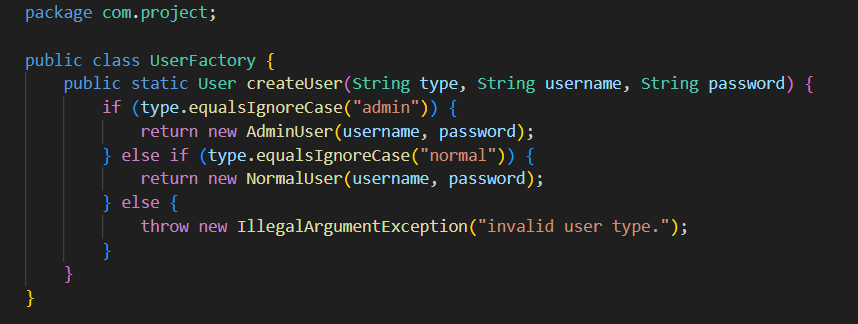 package com.project;
public class UserFactory {
public static User createUser(String type, String username, String password) {
if (type.equalsIgnoreCase("admin")) {
return new AdminUser(username, password);
} else if (type.equalsIgnoreCase("normal")) {
return new NormalUser(username, password);
} else {
throw new IllegalArgumentException("invalid user type.");
}
}
}